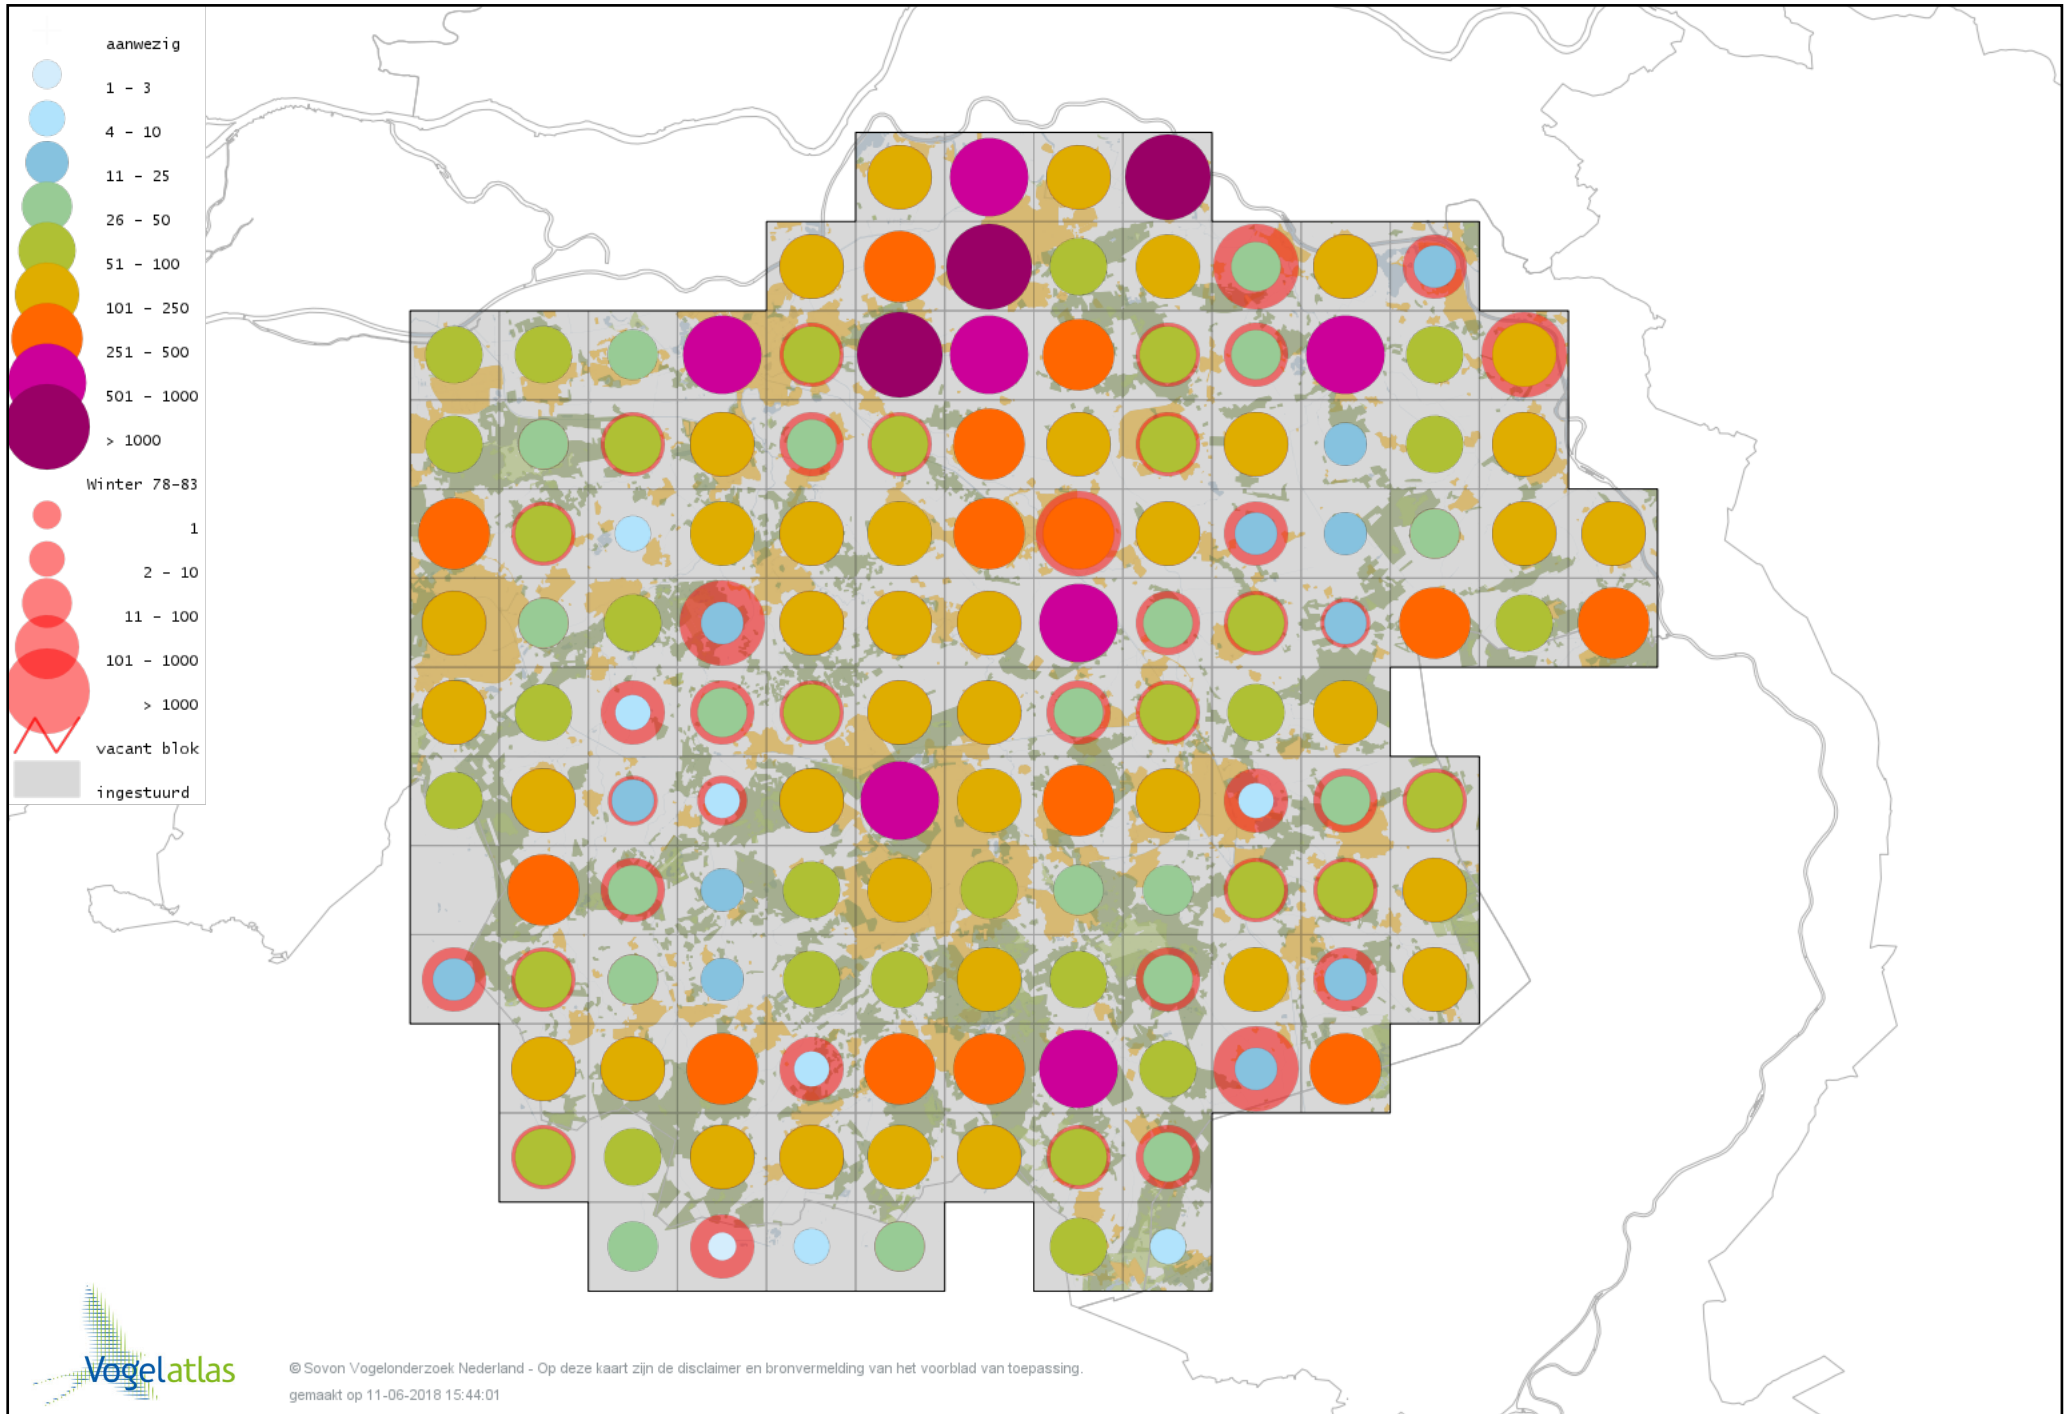 aanwezig
1 - 3
4 - 10
11 - 25
26 - 50
51 - 100
101 - 250
251 - 500
501 - 1000
> 1000
Winter 78-83
1
2 - 10
11 - 100
101 - 1000
> 1000
vacant blok
ingestuurd
Vogelatlas
© Sovon Vogelonderzoek Nederland - Op deze kaart zijn de disclaimer en bronvermelding van het voorblad van toepassing.
gemaakt op 11-06-2018 15:44:01